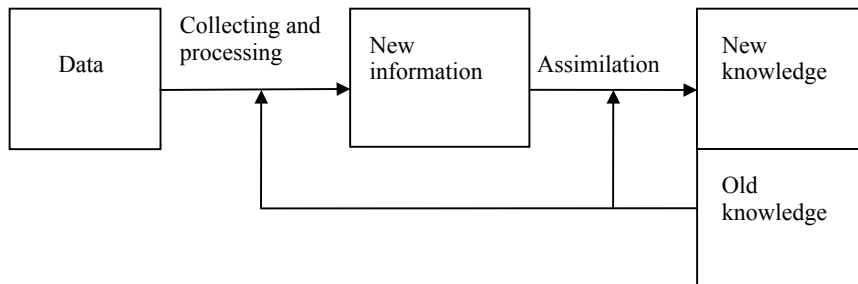 Data
Collecting and
processing
New
information
Assimilation
New
knowledge
Old
knowledge